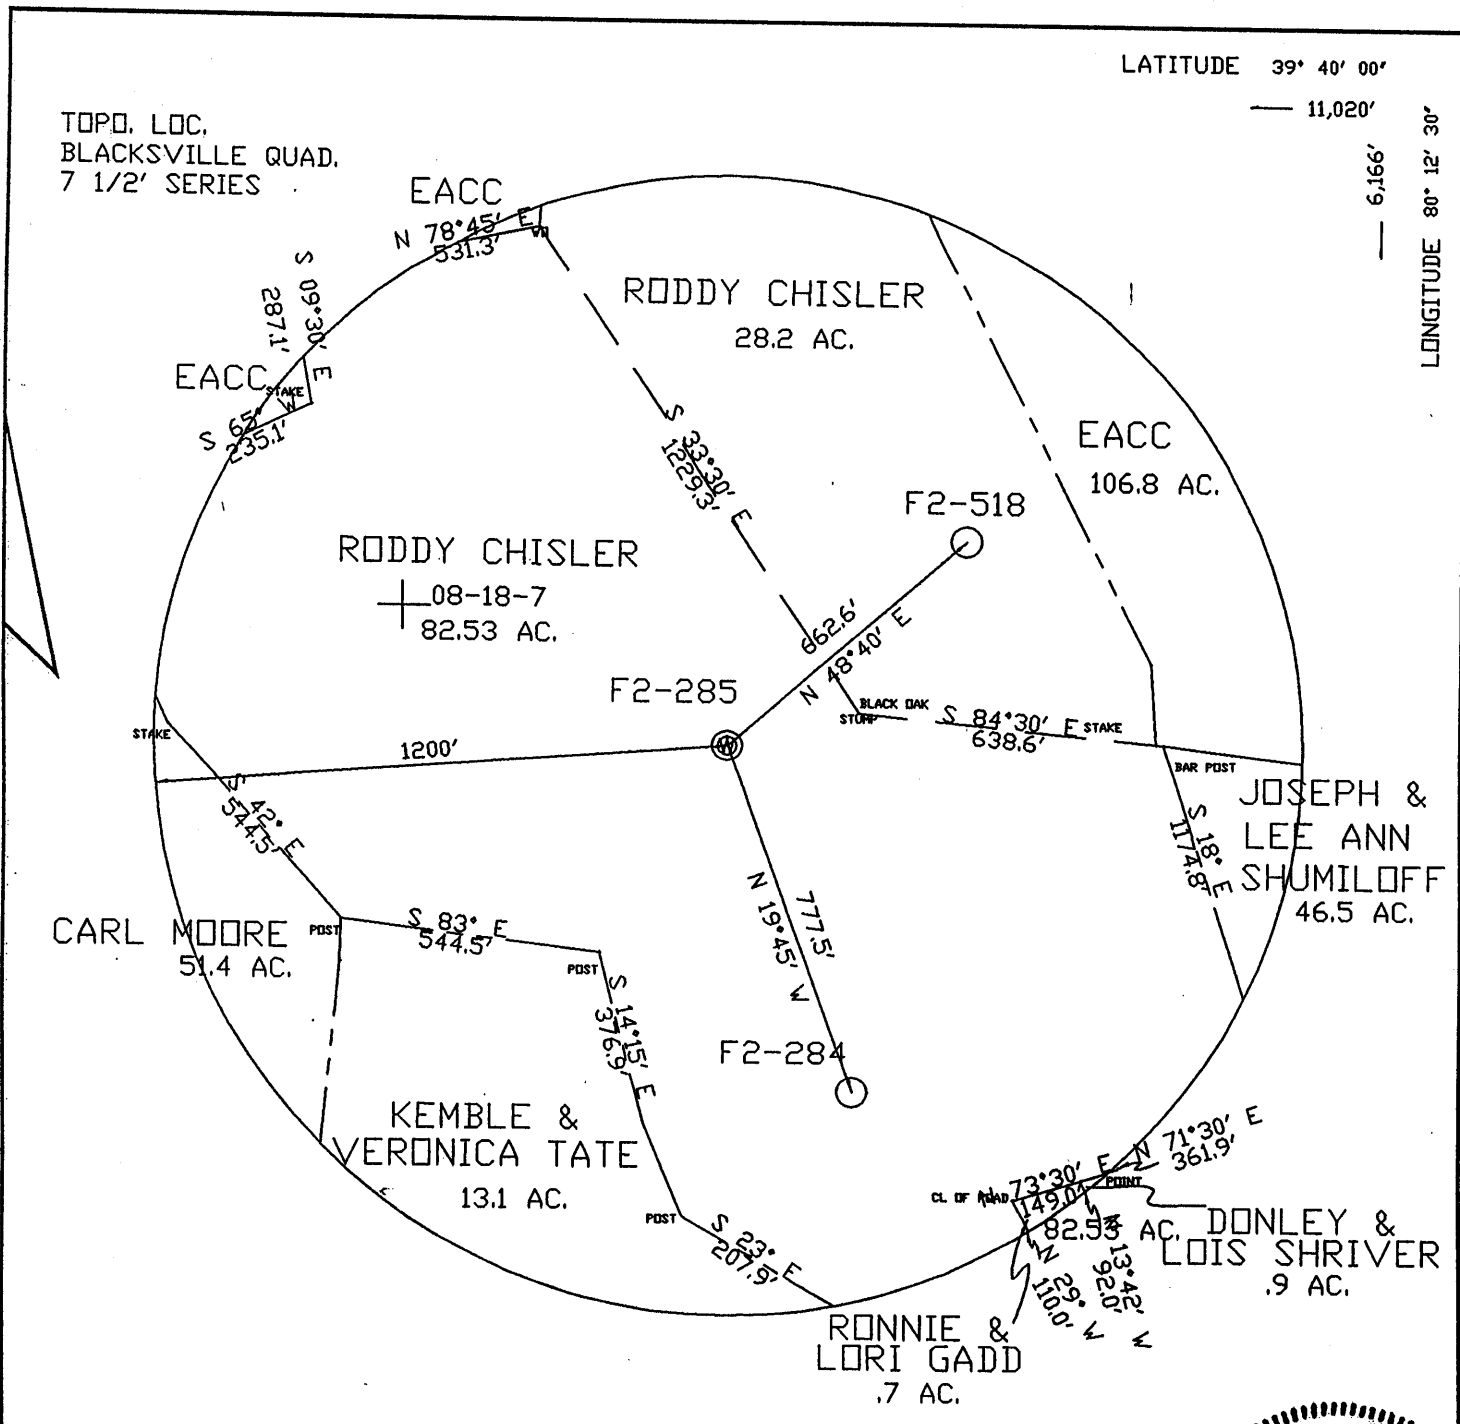 LATITUDE 39° 40' 00"
11,020'
6,166'
LONGITUDE 80° 12' 30"
TOPO. LOC.
BLACKSVILLE QUAD.
7 1/2' SERIES
EACC
N 78°45' E
531.3'
S 09°30' E
287.1'
EACC
STAKE
S 65° W
235.1'
RODDY CHISLER
28.2 AC.
S 33°30' E
1229.3'
EACC
106.8 AC.
F2-518
RODDY CHISLER
08-18-7
82.53 AC.
662.6'
N 48°40' E
F2-285
BLACK OAK
STUMP
S 84°30' E
638.6'
STAKE
STAKE
1200'
BAR POST
JOSEPH &
LEE ANN
SHUMILOFF
46.5 AC.
S 18° E
1174.8'
S 42° E
544.5'
CARL MOORE
51.4 AC.
POST
S 83° E
544.5'
POST
777.5'
N 19°45' W
S 14°15' E
376.9'
F2-284
KEMBLE &
VERONICA TATE
13.1 AC.
POST
S 23° E
207.9'
N 71°30' E
361.9'
73°30' E
149.0'
CL OF ROAD
POINT
82.53 AC.
DONLEY &
LOIS SHRIVER
.9 AC.
N 13°42' W
92.0'
N 29° W
110.0'
RONNIE &
LORI GADD
.7 AC.